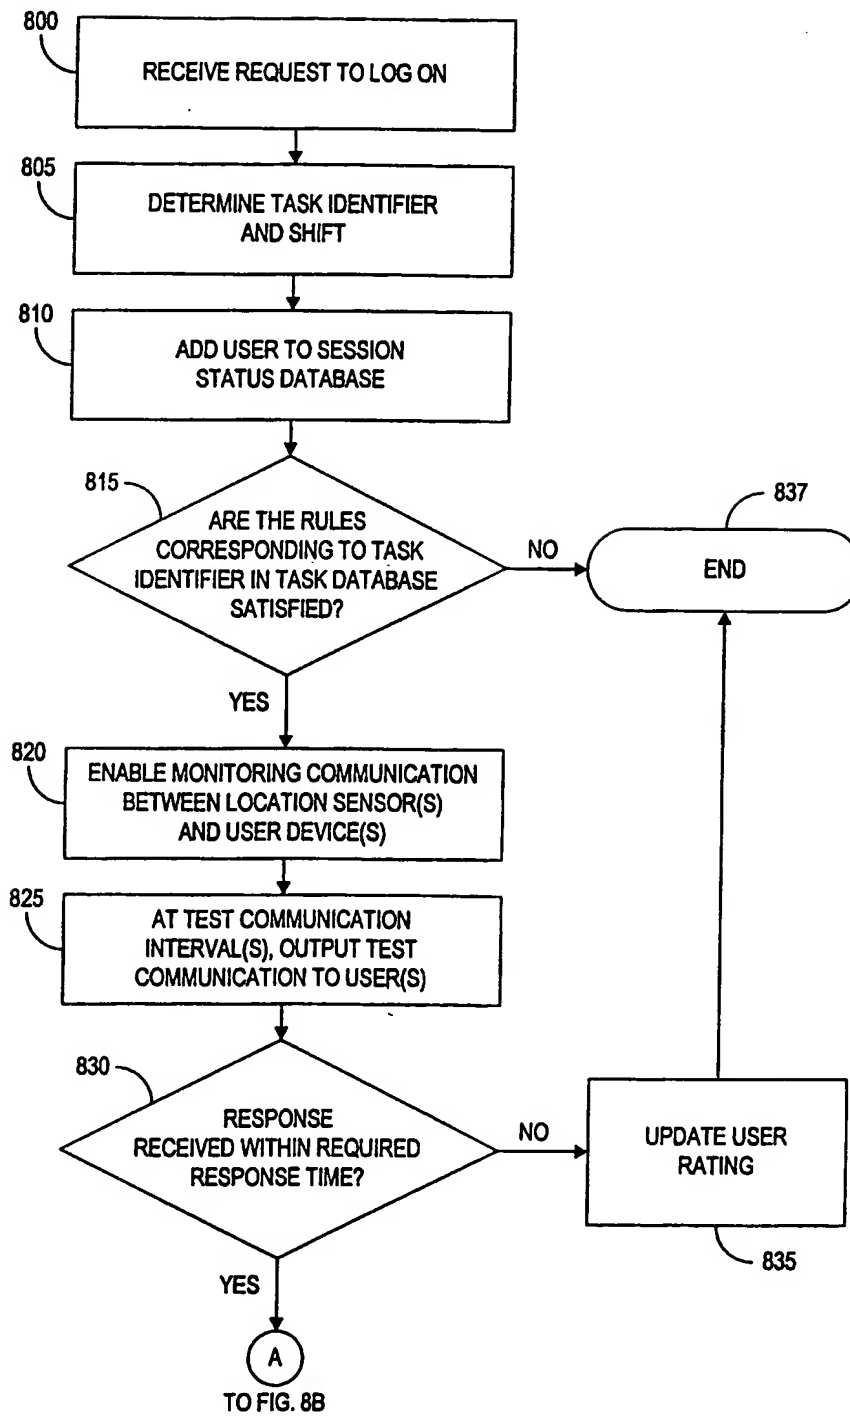 800
RECEIVE REQUEST TO LOG ON
805
DETERMINE TASK IDENTIFIER
AND SHIFT
810
ADD USER TO SESSION
STATUS DATABASE
815
ARE THE RULES
CORRESPONDING TO TASK
IDENTIFIER IN TASK DATABASE
SATISFIED?
NO
837
END
YES
820
ENABLE MONITORING COMMUNICATION
BETWEEN LOCATION SENSOR(S)
AND USER DEVICE(S)
825
AT TEST COMMUNICATION
INTERVAL(S), OUTPUT TEST
COMMUNICATION TO USER(S)
830
RESPONSE
RECEIVED WITHIN REQUIRED
RESPONSE TIME?
NO
UPDATE USER
RATING
835
YES
A
TO FIG. 8B